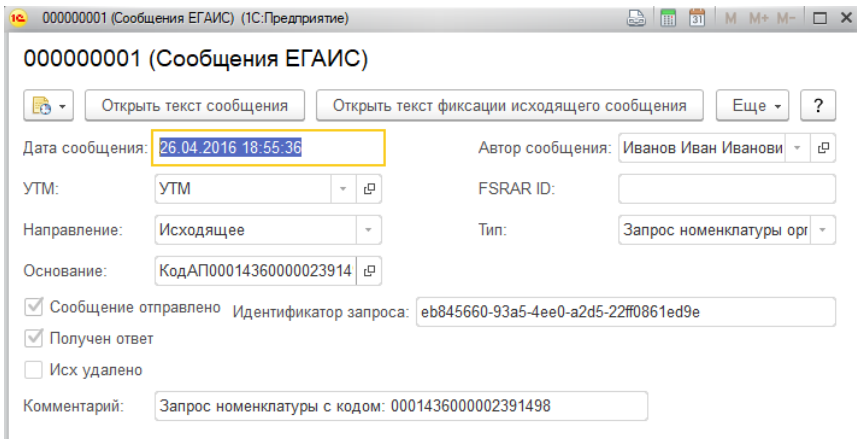 1С 000000001 (Сообщения ЕГАИС) (1С:Предприятие) 31 M M+ M-
000000001 (Сообщения ЕГАИС)
Открыть текст сообщения Открыть текст фиксации исходящего сообщения Еще ?
Дата сообщения: 26.04.2016 18:55:36 Автор сообщения: Иванов Иван Иванови
УТМ: УТМ FSRAR ID:
Направление: Исходящее Тип: Запрос номенклатуры орг
Основание: КодАП00014360000023914
Сообщение отправлено Идентификатор запроса: eb845660-93a5-4ee0-a2d5-22ff0861ed9e
Получен ответ
Исх удалено
Комментарий: Запрос номенклатуры с кодом: 0001436000002391498